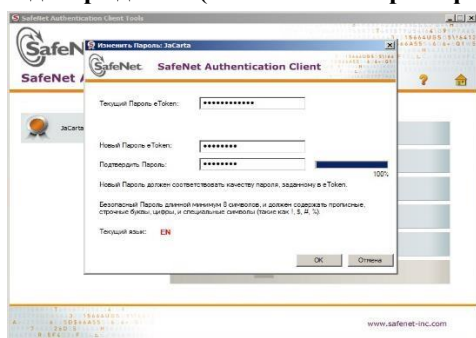 SafeNet Authentication Client Tools
SafeN
SafeNet A
Изменить Пароль: JaCarta
SafeNet
SafeNet Authentication Client
JaCarta
Текущий Пароль eToken:
••••••••••••
Новый Пароль eToken:
••••••••
Подтвердить Пароль:
••••••••
100%
Новый Пароль должен соответствовать качеству пароля, заданному в eToken.
Безопасный Пароль длиной минимум 8 символов, и должен содержать прописные,
строчные буквы, цифры, и специальные символы (такие как !, $, #, %).
Текущий язык: EN
OK
Отмена
www.safenet-inc.com